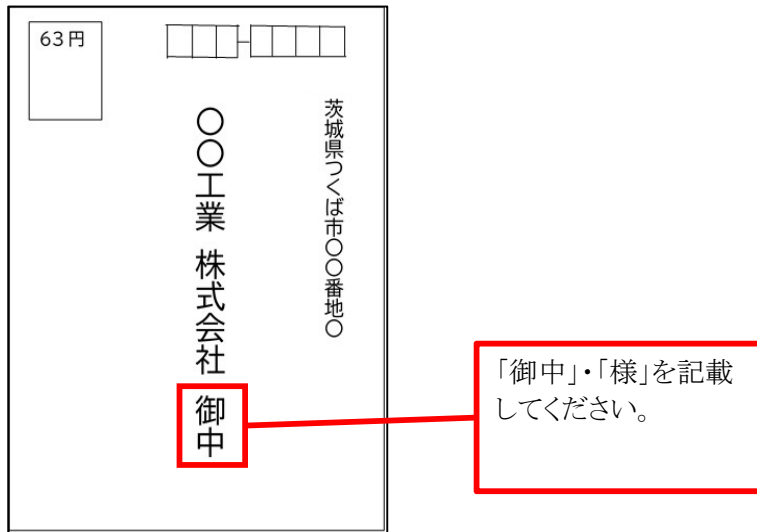 63円
茨城県つくば市〇〇番地〇
〇〇工業 株式会社 御中
「御中」・「様」を記載
してください。